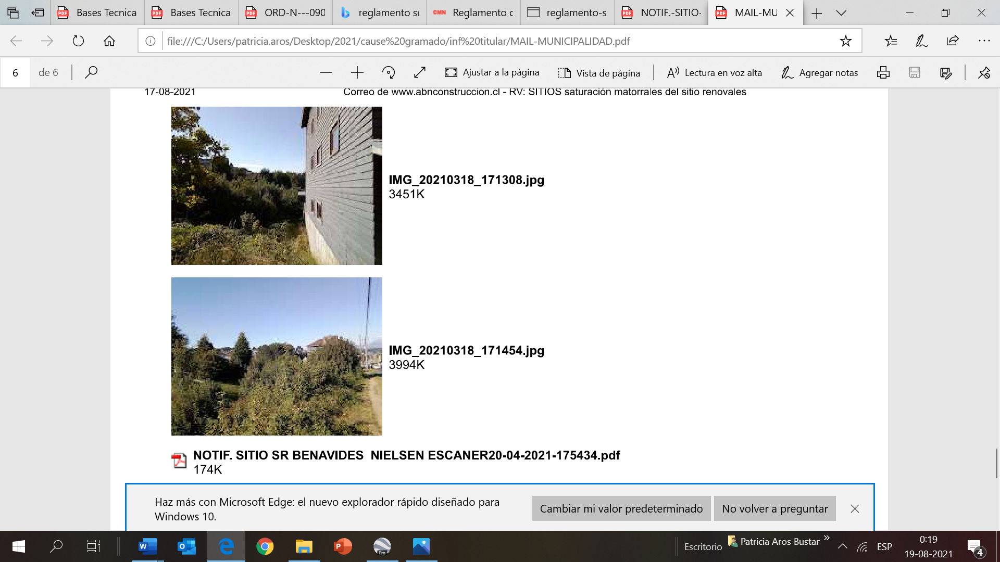 Bases Tecnica
Bases Tecnica
ORD-N---090
reglamento se
CMN
Reglamento d
reglamento-s
NOTIF.-SITIO-
MAIL-MU
file:///C:/Users/patricia.aros/Desktop/2021/cause%20gramado/inf%20titular/MAIL-MUNICIPALIDAD.pdf
6 de 6
Ajustar a la página
Vista de página
Lectura en voz alta
Agregar notas
17-08-2021
Correo de www.abnconstruccion.cl - RV: SITIOS saturación matorrales del sitio renovales
IMG_20210318_171308.jpg
3451K
IMG_20210318_171454.jpg
3994K
NOTIF. SITIO SR BENAVIDES  NIELSEN ESCANER20-04-2021-175434.pdf
174K
Haz más con Microsoft Edge: el nuevo explorador rápido diseñado para
Windows 10.
Cambiar mi valor predeterminado
No volver a preguntar
Escritorio
Patricia Aros Bustar
ESP
0:19
19-08-2021
4
Pro